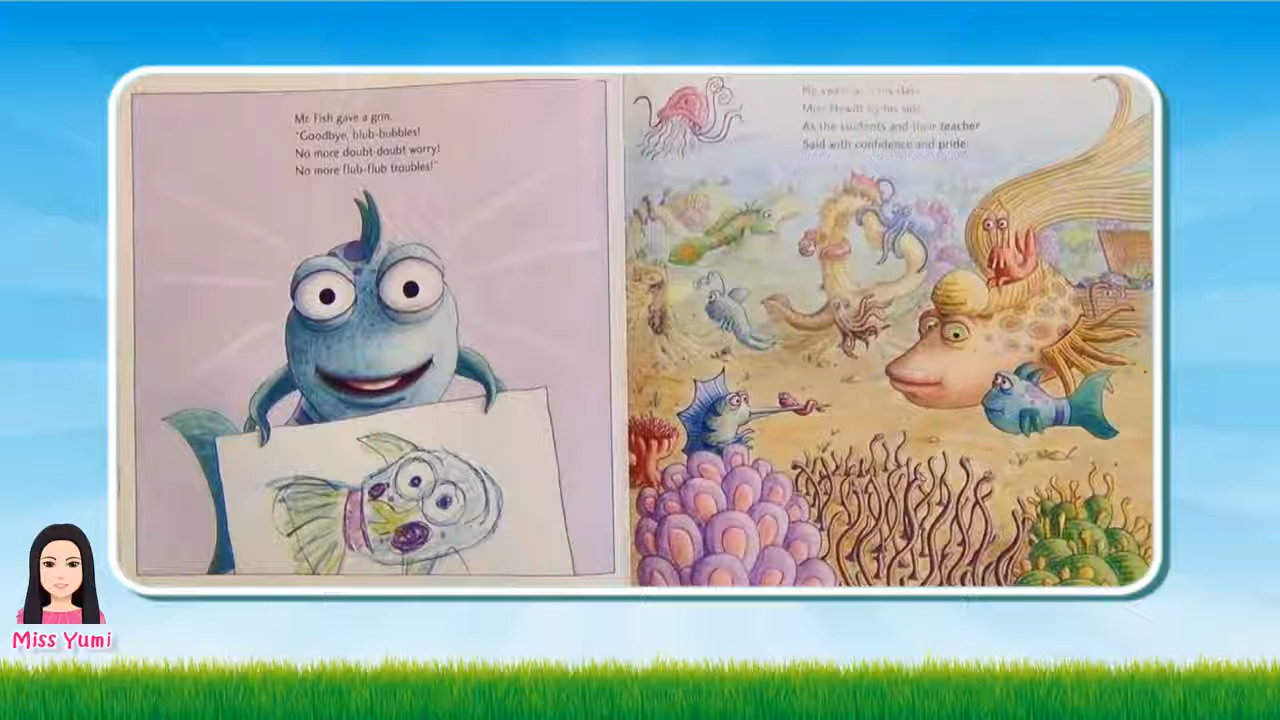 Mr. Fish gave a grin.
"Goodbye, blub-bubbles!
No more doubt-doubt worry!
No more flub-flub troubles!"
Miss Hewitt by his side.
As the students and their teacher
Said with confidence and pride:
Miss Yumi